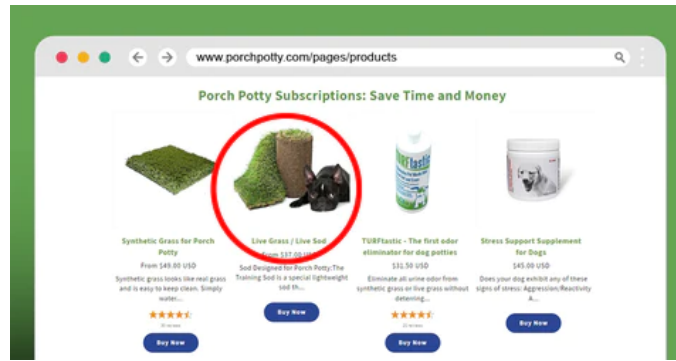 www.porchpotty.com/pages/products
Porch Potty Subscriptions: Save Time and Money
TURFtastic
Synthetic Grass for Porch
Potty
From $49.00 USD
Synthetic grass looks like real grass
and is easy to keep clean. Simply
water...
Buy Now
Live Grass / Live Sod
From $37.00
Sod Designed for Porch Potty:The
Training Sod is a special lightweight
sod th...
Buy Now
TURFtastic - The first odor
eliminator for dog potties
$31.50 USD
Eliminate all urine odor from
synthetic grass or live grass without
deterring...
Buy Now
Stress Support Supplement
for Dogs
$45.00 USD
Does your dog exhibit any of these
signs of stress: Aggression;Reactivity
A...
Buy Now